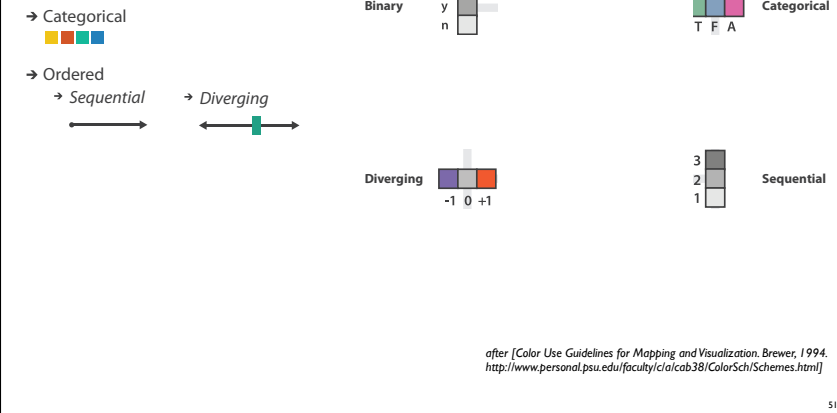 → Categorical
→ Ordered
→ Sequential → Diverging
Binary
y
n
Categorical
T F A
Diverging
-1 0 +1
3
2
1
Sequential
after [Color Use Guidelines for Mapping and Visualization. Brewer, 1994.
http://www.personal.psu.edu/faculty/c/a/cab38/ColorSch/Schemes.html]
51